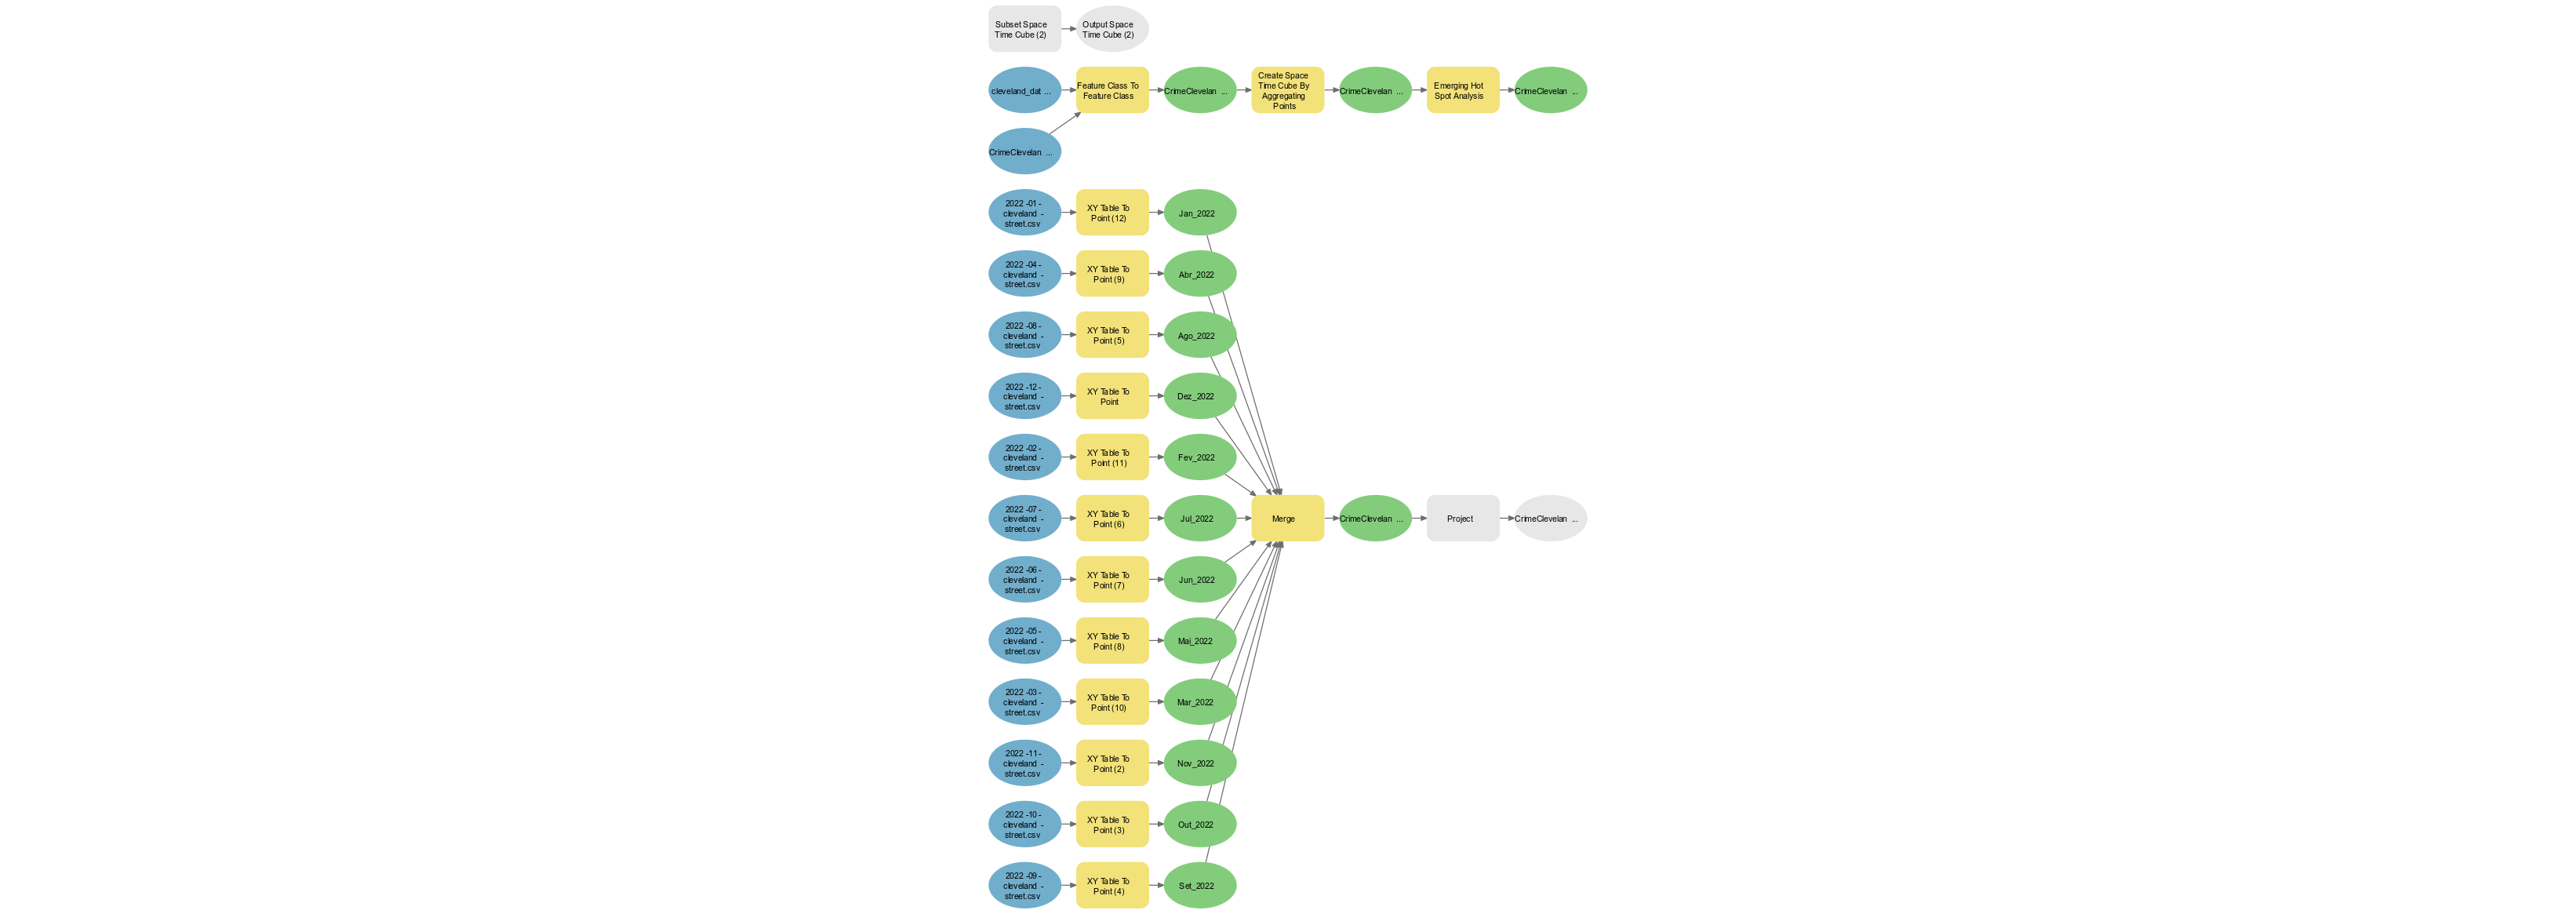 Subset Space
Time Cube (2)
Output Space
Time Cube (2)
cleveland_dat ...
Feature Class To
Feature Class
CrimeClevelan ...
Create Space
Time Cube By
Aggregating
Points
CrimeClevelan ...
Emerging Hot
Spot Analysis
CrimeClevelan ...
CrimeClevelan ...
2022 -01 -
cleveland -
street.csv
XY Table To
Point (12)
Jan_2022
2022 -04 -
cleveland -
street.csv
XY Table To
Point (9)
Abr_2022
2022 -08 -
cleveland -
street.csv
XY Table To
Point (5)
Ago_2022
2022 -12 -
cleveland -
street.csv
XY Table To
Point
Dez_2022
2022 -02 -
cleveland -
street.csv
XY Table To
Point (11)
Fev_2022
2022 -07 -
cleveland -
street.csv
XY Table To
Point (6)
Jul_2022
Merge
CrimeClevelan ...
Project
CrimeClevelan ...
2022 -06 -
cleveland -
street.csv
XY Table To
Point (7)
Jun_2022
2022 -05 -
cleveland -
street.csv
XY Table To
Point (8)
Mai_2022
2022 -03 -
cleveland -
street.csv
XY Table To
Point (10)
Mar_2022
2022 -11 -
cleveland -
street.csv
XY Table To
Point (2)
Nov_2022
2022 -10 -
cleveland -
street.csv
XY Table To
Point (3)
Out_2022
2022 -09 -
cleveland -
street.csv
XY Table To
Point (4)
Set_2022